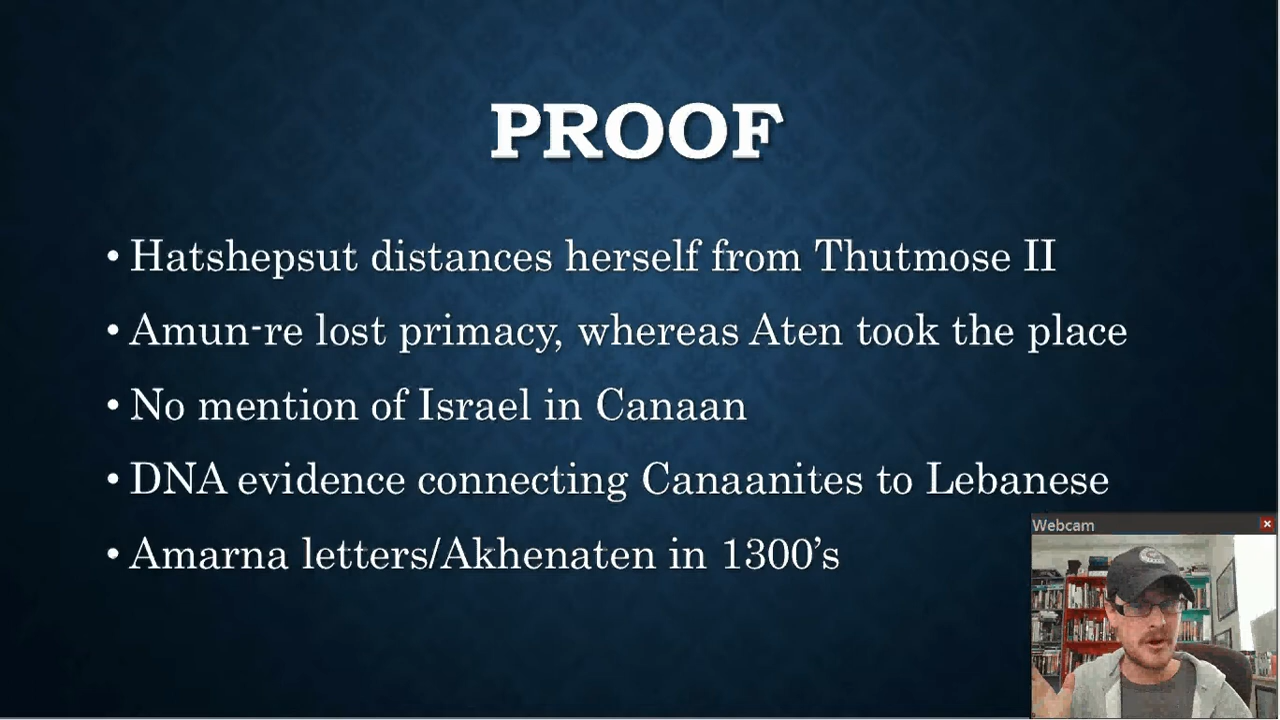 PROOF
• Hatshepsut distances herself from Thutmose II
• Amun-re lost primacy, whereas Aten took the place
• No mention of Israel in Canaan
• DNA evidence connecting Canaanites to Lebanese
• Amarna letters/Akhenaten in 1300’s
Webcam